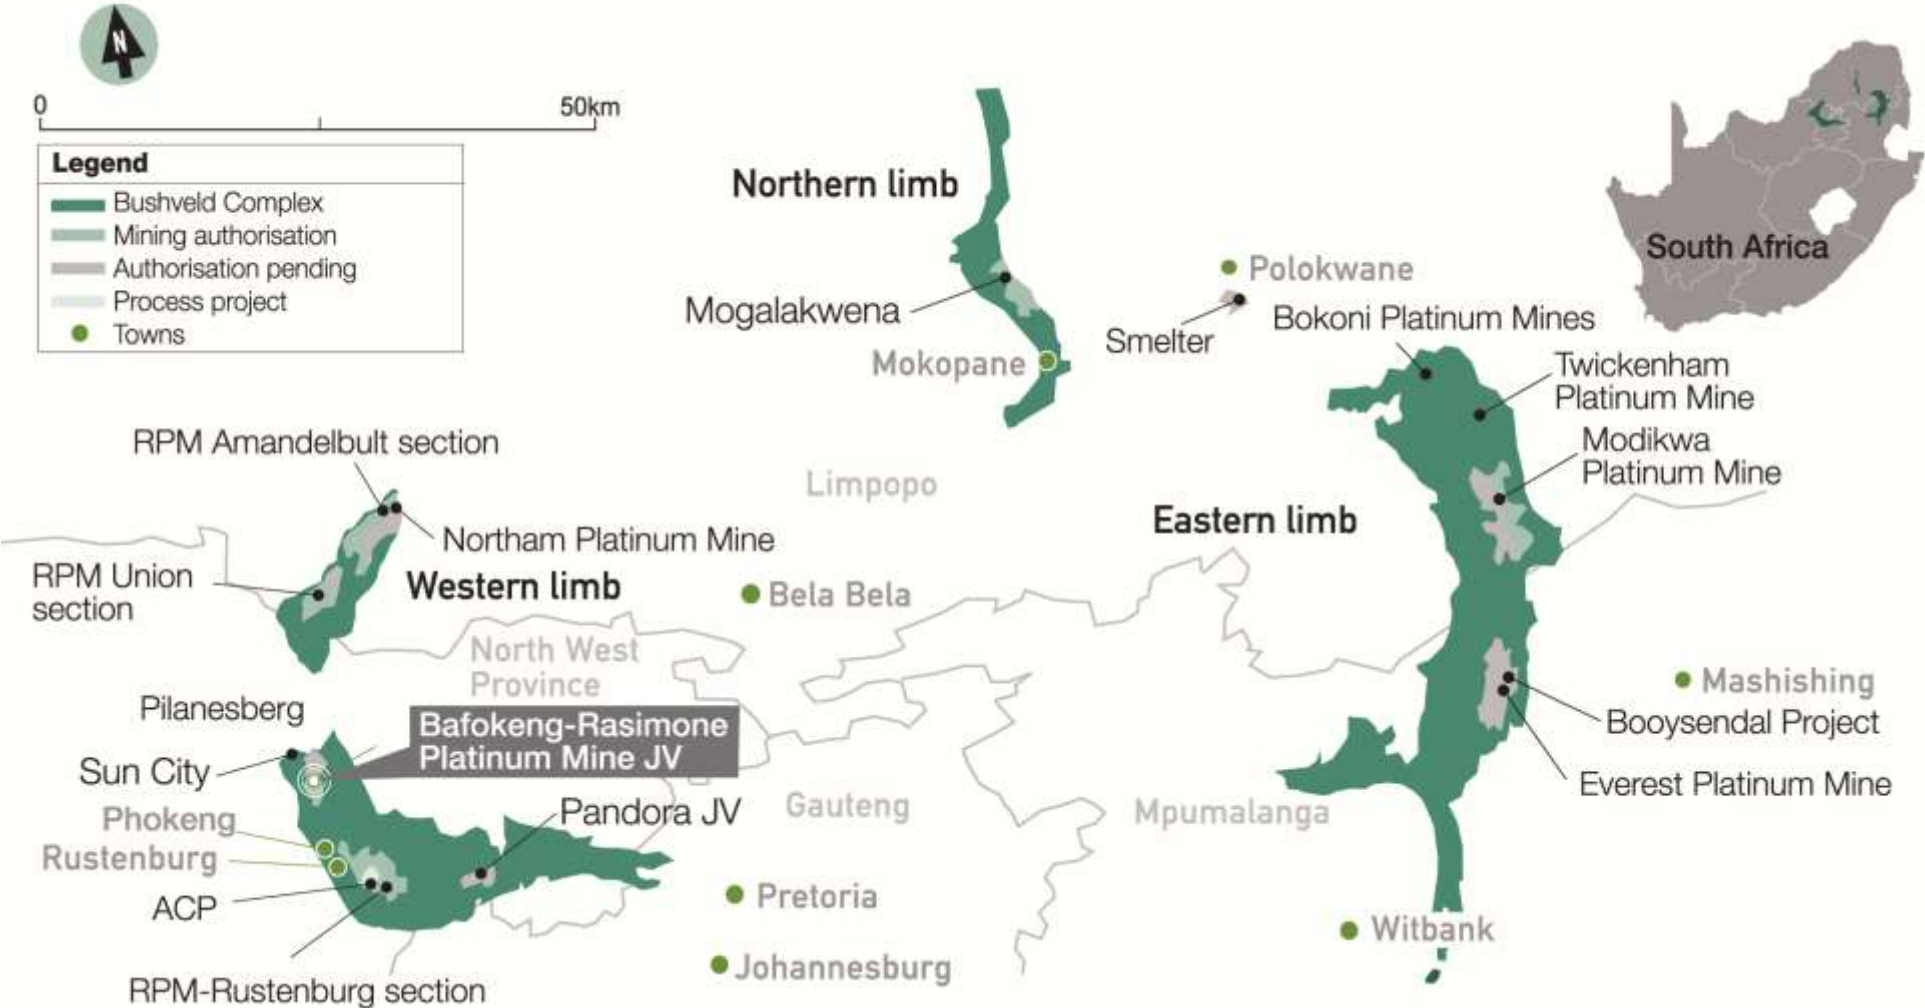 N
0
50km
Legend
Bushveld Complex
Mining authorisation
Authorisation pending
Process project
Towns
Northern limb
Mogalakwena
Mokopane
Polokwane
Smelter
South Africa
Bokoni Platinum Mines
Twickenham
Platinum Mine
Modikwa
Platinum Mine
RPM Amandelbult section
Limpopo
Eastern limb
Northam Platinum Mine
RPM Union
section
Western limb
Bela Bela
North West
Province
Mashishing
Booysendal Project
Everest Platinum Mine
Pilanesberg
Bafokeng-Rasimone
Platinum Mine JV
Sun City
Phokeng
Rustenburg
Pandora JV
Gauteng
Mpumalanga
ACP
Pretoria
Witbank
Johannesburg
RPM-Rustenburg section